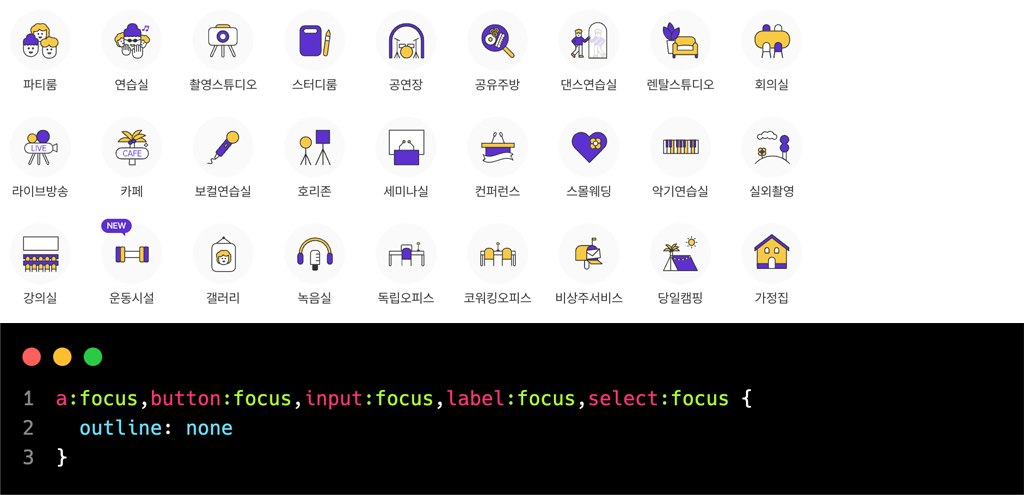 파티룸 연습실 촬영스튜디오 스터디룸 공연장 공유주방 댄스연습실 렌탈스튜디오 회의실
LIVE CAFE
라이브방송 카페 보컬연습실 호리존 세미나실 컨퍼런스 스몰웨딩 악기연습실 실외촬영
NEW
강의실 운동시설 갤러리 녹음실 독립오피스 코워킹오피스 비상주서비스 당일캠핑 가정집
1 a:focus,button:focus,input:focus,label:focus,select:focus {
2 outline: none
3 }